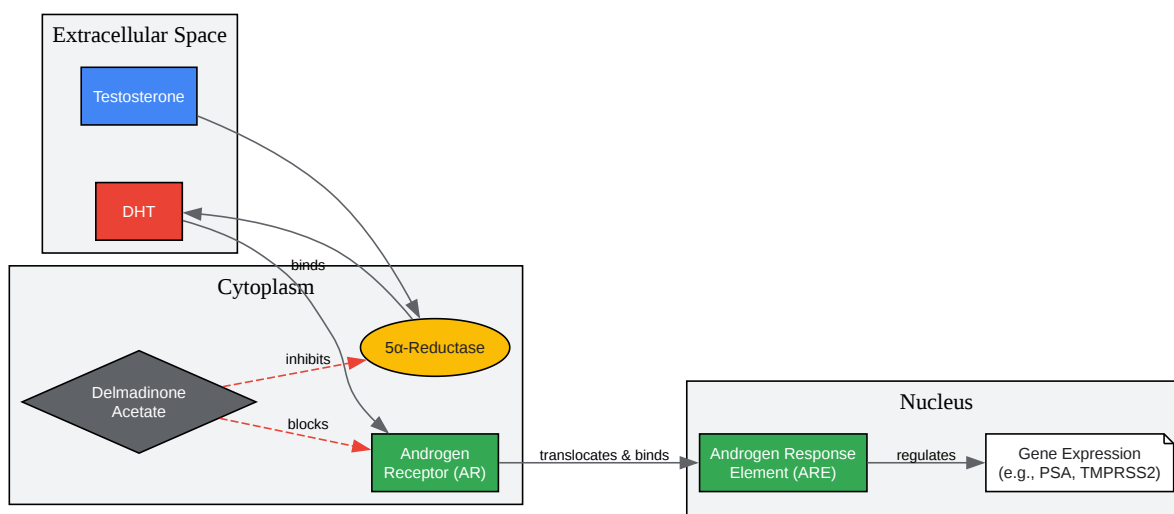 Extracellular Space
Testosterone
DHT
binds
Cytoplasm
5α-Reductase
inhibits
Delmadinone
Acetate
blocks
Androgen
Receptor (AR)
translocates & binds
Nucleus
Androgen Response
Element (ARE)
regulates
Gene Expression
(e.g., PSA, TMPRSS2)